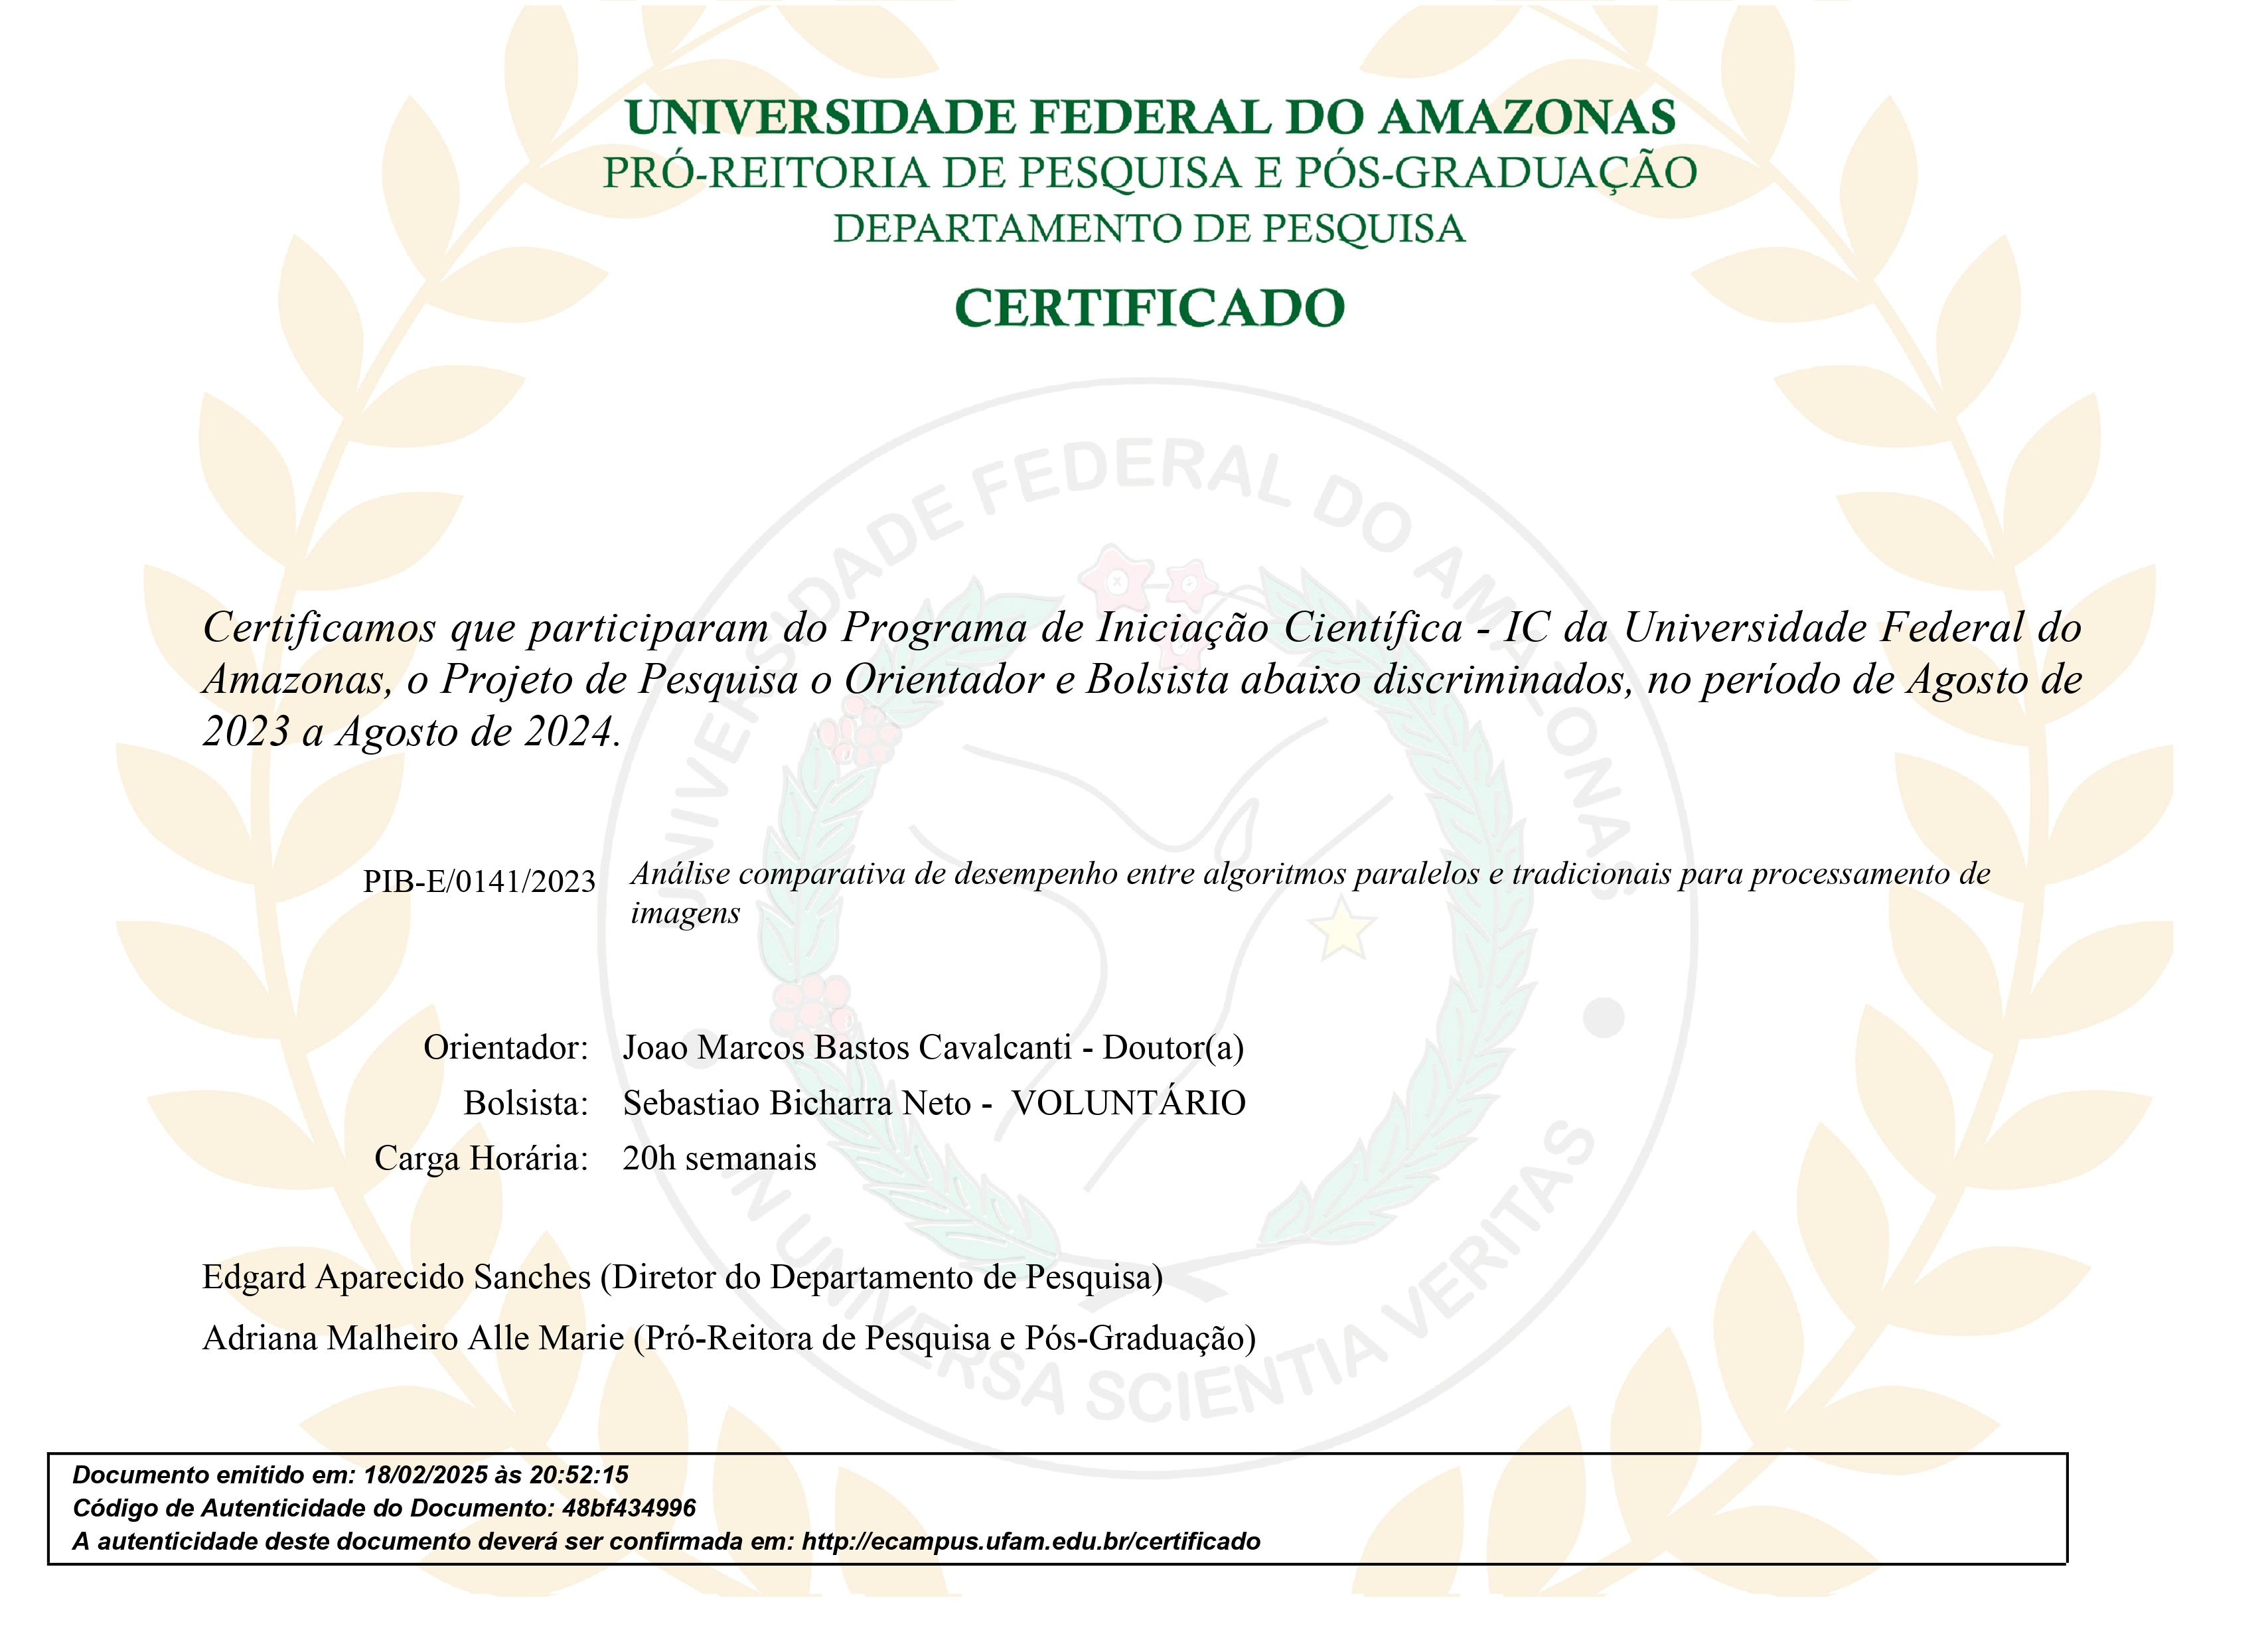 UNIVERSIDADE FEDERAL DO AMAZONAS
PRÓ-REITORIA DE PESQUISA E PÓS-GRADUAÇÃO
DEPARTAMENTO DE PESQUISA
CERTIFICADO
UNIVERSIDADE FEDERAL DO AMAZONAS
Certificamos que participaram do Programa de Iniciação Científica - IC da Universidade Federal do
Amazonas, o Projeto de Pesquisa o Orientador e Bolsista abaixo discriminados, no período de Agosto de
2023 a Agosto de 2024.
PIB-E/0141/2023 Análise comparativa de desempenho entre algoritmos paralelos e tradicionais para processamento de
imagens
Orientador: Joao Marcos Bastos Cavalcanti - Doutor(a)
Bolsista: Sebastiao Bicharra Neto - VOLUNTÁRIO
Carga Horária: 20h semanais
Edgard Aparecido Sanches (Diretor do Departamento de Pesquisa)
Adriana Malheiro Alle Marie (Pró-Reitora de Pesquisa e Pós-Graduação)
IN UNIVERSA SCIENTIA VERITAS
Documento emitido em: 18/02/2025 às 20:52:15
Código de Autenticidade do Documento: 48bf434996
A autenticidade deste documento deverá ser confirmada em: http://ecampus.ufam.edu.br/certificado